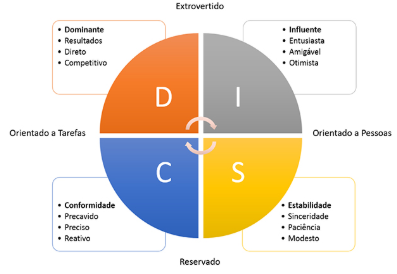 Extrovertido
• Dominante
• Resultados
• Direto
• Competitivo
• Influente
• Entusiasta
• Amigável
• Otimista
D
I
Orientado a Tarefas
Orientado a Pessoas
C
S
• Conformidade
• Precavido
• Preciso
• Reativo
• Estabilidade
• Sinceridade
• Paciência
• Modesto
Reservado